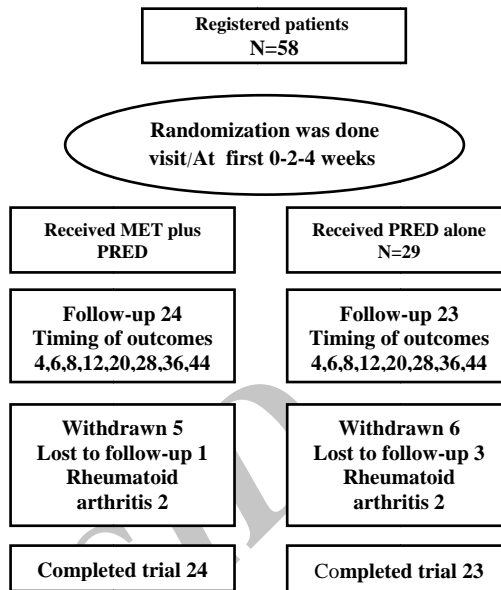 Registered patients
N=58
Randomization was done
visit/At first 0-2-4 weeks
Received MET plus
PRED
Received PRED alone
N=29
Follow-up 24
Timing of outcomes
4,6,8,12,20,28,36,44
Follow-up 23
Timing of outcomes
4,6,8,12,20,28,36,44
Withdrawn 5
Lost to follow-up 1
Rheumatoid
arthritis 2
Withdrawn 6
Lost to follow-up 3
Rheumatoid
arthritis 2
Completed trial 24
Completed trial 23